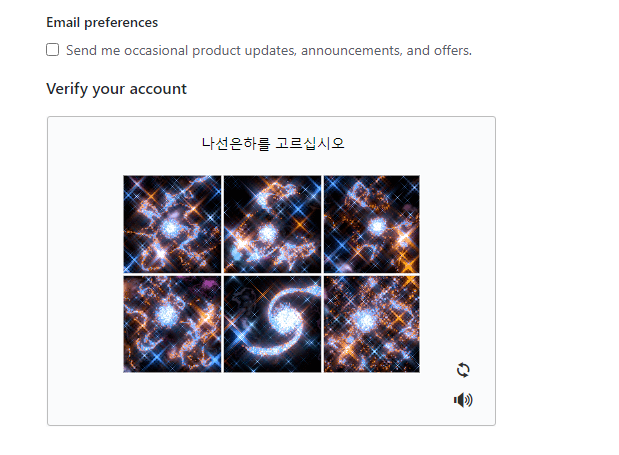 Email preferences
Send me occasional product updates, announcements, and offers.
Verify your account
나선은하를 고르십시오